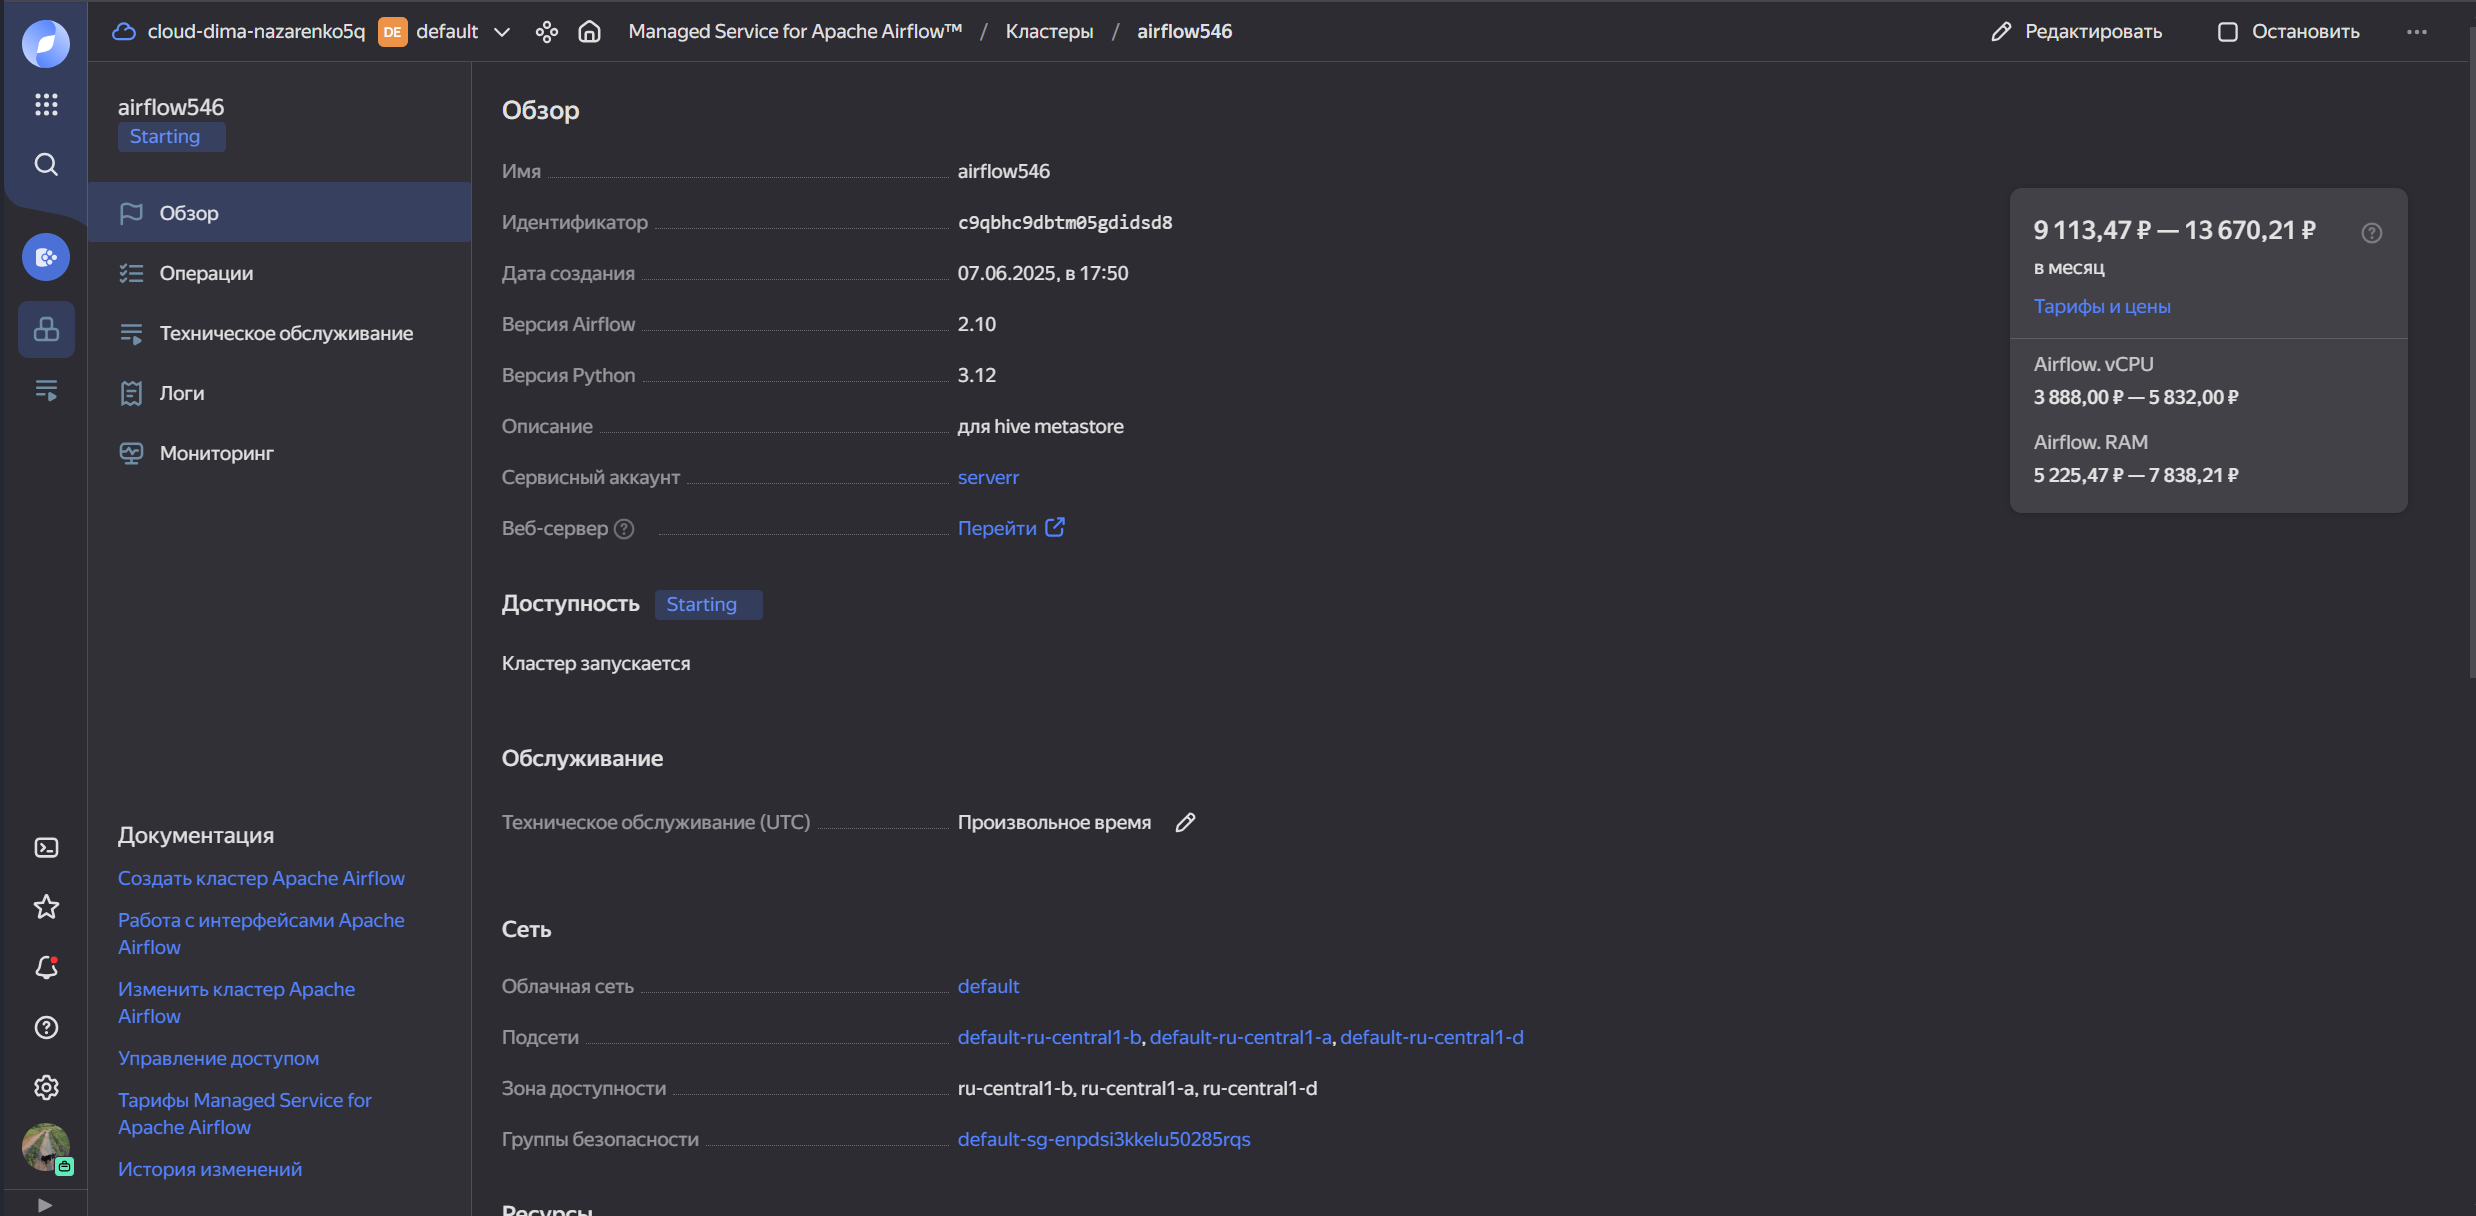 cloud-dima-nazarenko5q DE default Managed Service for Apache Airflow™ / Кластеры / airflow546 Редактировать Остановить
airflow546
Starting
Обзор
Операции
Техническое обслуживание
Логи
Мониторинг
Документация
Создать кластер Apache Airflow
Работа с интерфейсами Apache
Airflow
Изменить кластер Apache
Airflow
Управление доступом
Тарифы Managed Service for
Apache Airflow
История изменений
Обзор
Имя airflow546
Идентификатор c9qbhc9dbtm05gdidsd8
Дата создания 07.06.2025, в 17:50
Версия Airflow 2.10
Версия Python 3.12
Описание для hive metastore
Сервисный аккаунт serverr
Веб-сервер Перейти
Доступность Starting
Кластер запускается
Обслуживание
Техническое обслуживание (UTC) Произвольное время
Сеть
Облачная сеть default
Подсети default-ru-central1-b, default-ru-central1-a, default-ru-central1-d
Зона доступности ru-central1-b, ru-central1-a, ru-central1-d
Группы безопасности default-sg-enpdsi3kkelu50285rqs
Ресурсы
9 113,47 ₽ — 13 670,21 ₽
в месяц
Тарифы и цены
Airflow. vCPU
3 888,00 ₽ — 5 832,00 ₽
Airflow. RAM
5 225,47 ₽ — 7 838,21 ₽